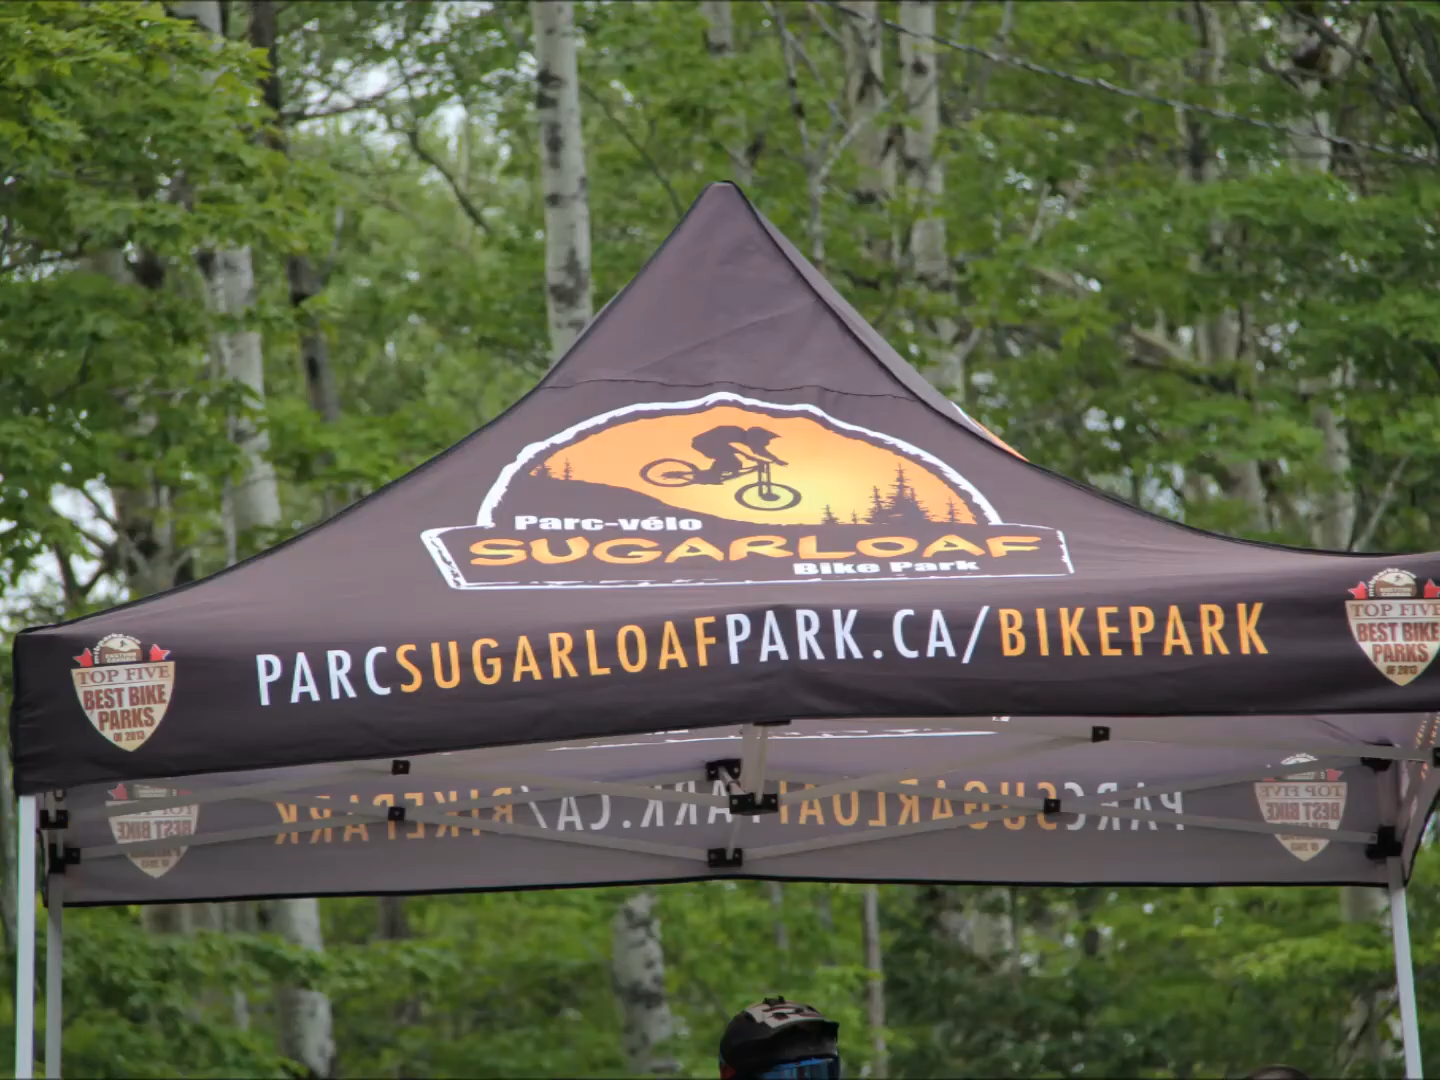 Parc-vélo
SUGARLOAF
Bike Park
PARCSUGARLOAFPARK.CA/BIKEPARK
TOP FIVE
BEST BIKE
PARKS
OF 2013
TOP FIVE
BEST BIKE
PARKS
OF 2013